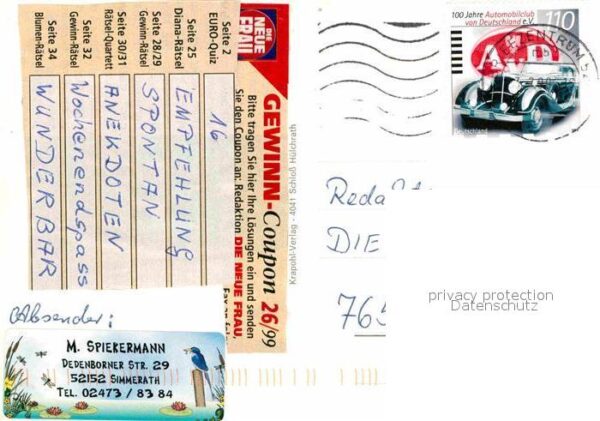 DIE
NEUE
FRAU
GEWINN-Coupon 26/99
Bitte tragen Sie hier Ihre Lösungen ein und senden
Sie den Coupon an: Redaktion DIE NEUE FRAU.
Seite 2
EURO-Quiz
16
Seite 25
Diana-Rätsel
EMPFEHLUNG
Seite 28/29
Gewinn-Rätsel
SPONTAN
Seite 30/31
Rätsel-Quartett
ANEKDOTEN
Seite 32
Gewinn-Rätsel
Wochenendspass
Seite 34
Blumen-Rätsel
WUNDERBAR
Krapohl-Verlag - 4041 Schloß Hülchrath
100 Jahre Automobilclub
von Deutschland e.V.
110
Deutschland
DIE
765
privacy protection
Datenschutz
Absender:
M. SPIEKERMANN
DEDENBORNER STR. 29
52152 SIMMERATH
TEL. 02473 / 83 84